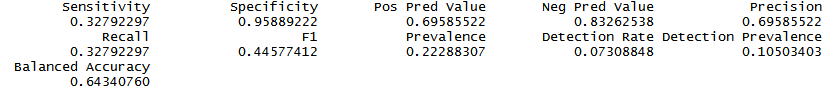 Sensitivity Specificity Pos Pred Value Neg Pred Value Precision
0.32792297 0.95889222 0.69585522 0.83262538 0.69585522
Recall F1 Prevalence Detection Rate Detection Prevalence
0.32792297 0.44577412 0.22288307 0.07308848 0.10503403
Balanced Accuracy
0.64340760